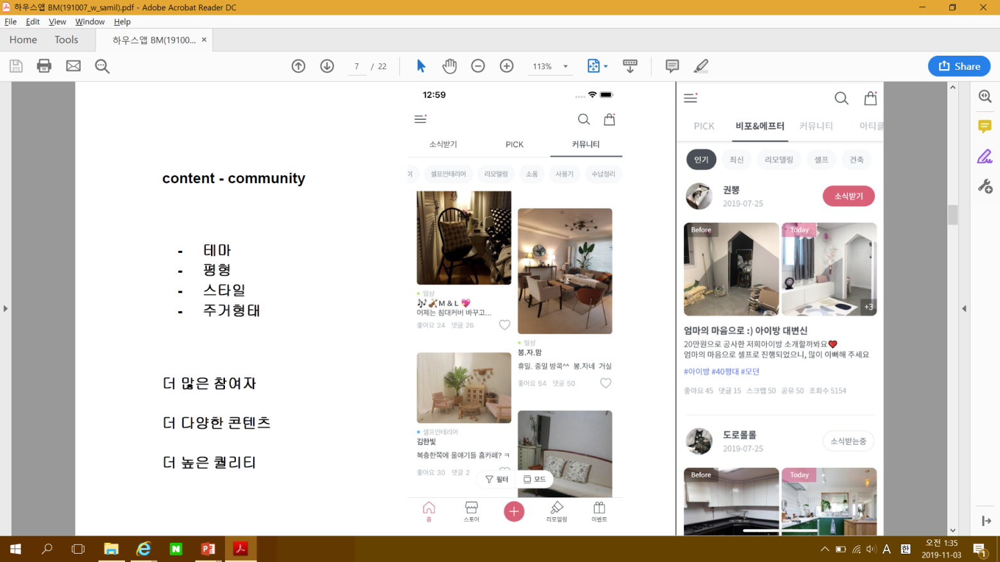 하우스앱 BM(191007_w_samil).pdf - Adobe Acrobat Reader DC
File Edit View Window Help
Home Tools 하우스앱 BM(19100... ×
7 / 22 113% Share
content - community
- 테마
- 평형
- 스타일
- 주거형태
더 많은 참여자
더 다양한 콘텐츠
더 높은 퀄리티
12:59
소식받기 PICK 커뮤니티
이 셀프인테리어 리모델링 소품 사용기 수납정리
일상
M & L
어제는 침대커버 바꾸고...
좋아요 24 댓글 26
셀프인테리어
김한빛
복층한쪽에 울애기들 홈카페? ㅋ
좋아요 30 댓글 2
일상
봉.자.맘
휴일. 종일 방콕^^ 봉.자네 거실
좋아요 54 댓글 50
필터 모드
홈 스토어 리모델링 이벤트
PICK 비포&에프터 커뮤니티 아티클
인기 최신 리모델링 셀프 건축
권뽕
2019-07-25
소식받기
Before Today
+3
엄마의 마음으로 :) 아이방 대변신
20만원으로 공사한 저희아이방 소개할까봐요❤
엄마의 마음으로 셀프로 진행되었으니, 많이 이뻐해 주세요
#아이방 #40평대 #모던
좋아요 45 댓글 15 스크랩 50 공유 50 조회수 5154
도로롤롤
2019-07-25
소식받는중
Before Today
A 한 오전 1:35
2019-11-03
1